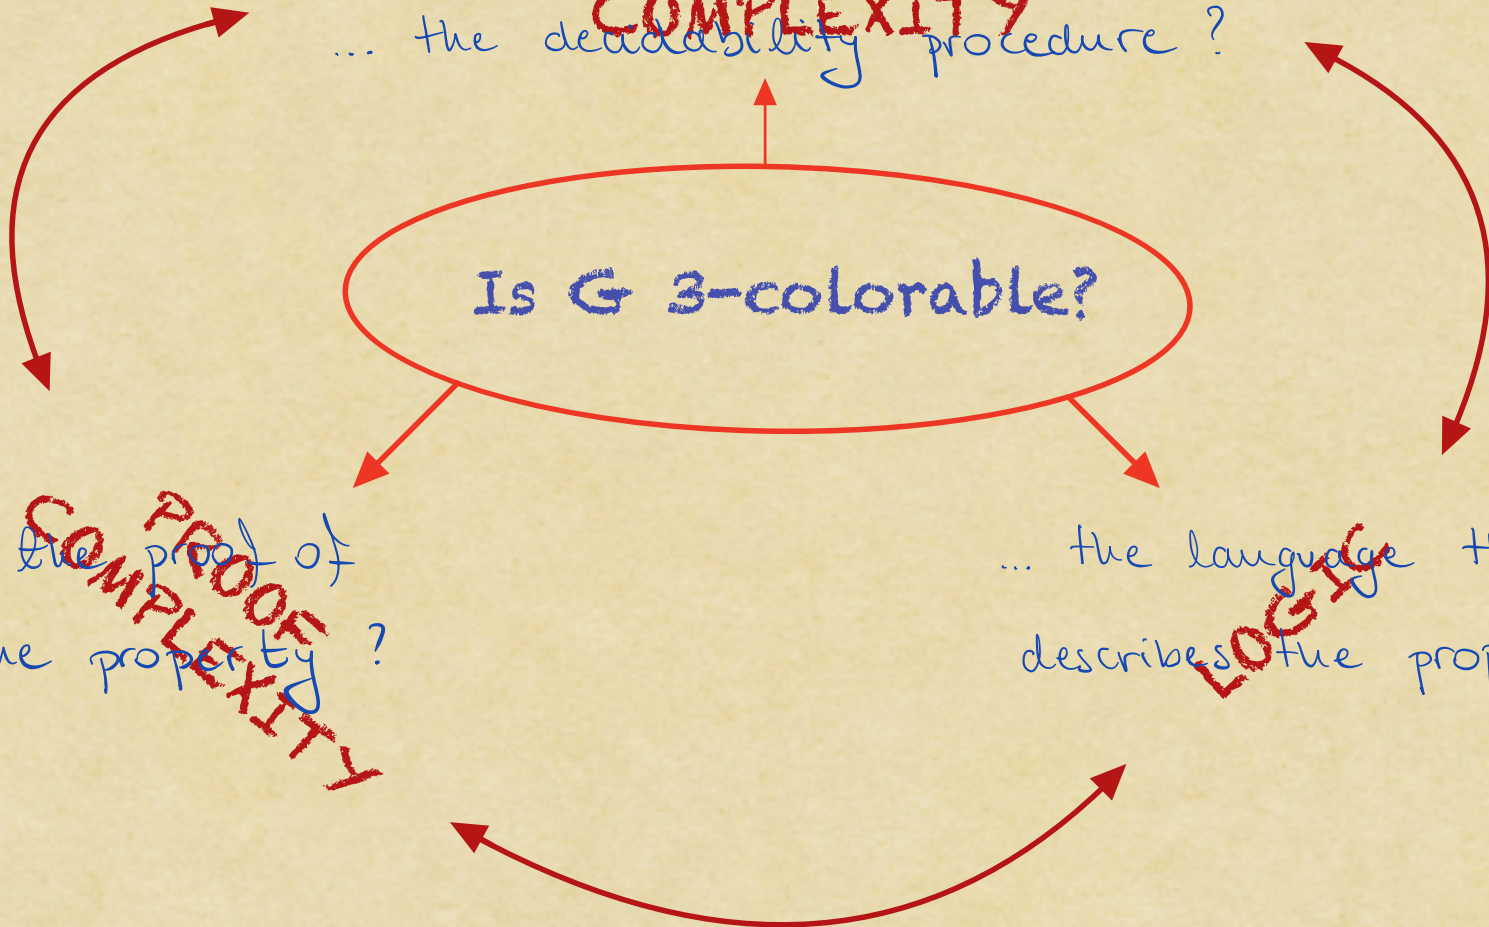 COMPLEXITY
... the decidability procedure ?
Is G 3-colorable?
the proof of
property ?
PROOF
COMPLEXITY
... the language
describes the
LOGIC